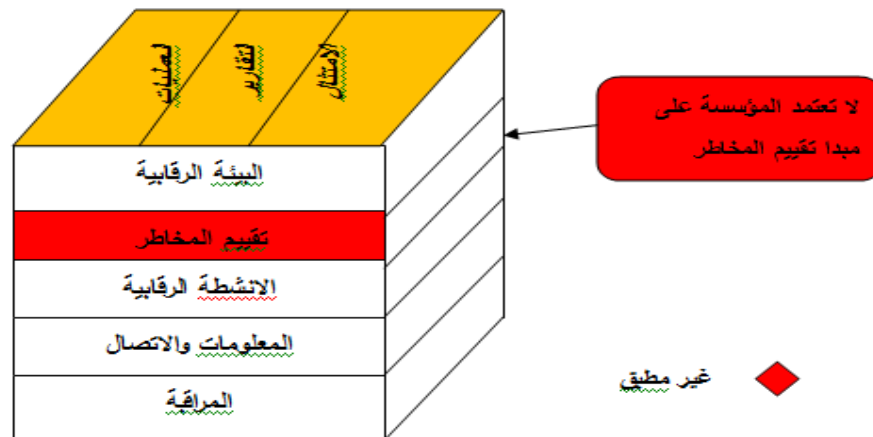 العمليات
التقارير
الامتثال
البيئة الرقابية
تقييم المخاطر
الانشطة الرقابية
المعلومات والاتصال
المراقبة
لا تعتمد المؤسسة على
مبدا تقييم المخاطر
غير مطبق